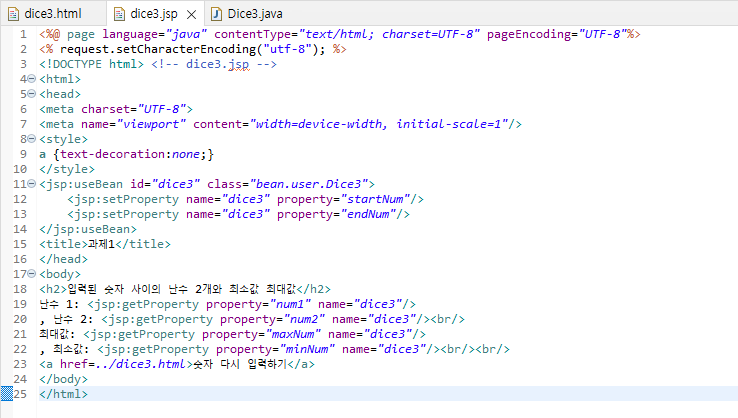 dice3.html dice3.jsp Dice3.java
1 <%@ page language="java" contentType="text/html; charset=UTF-8" pageEncoding="UTF-8"%>
2 <% request.setCharacterEncoding("utf-8"); %>
3 <!DOCTYPE html> <!-- dice3.jsp -->
4 <html>
5 <head>
6 <meta charset="UTF-8">
7 <meta name="viewport" content="width=device-width, initial-scale=1"/>
8 <style>
9 a {text-decoration:none;}
10 </style>
11 <jsp:useBean id="dice3" class="bean.user.Dice3">
12     <jsp:setProperty name="dice3" property="startNum"/>
13     <jsp:setProperty name="dice3" property="endNum"/>
14 </jsp:useBean>
15 <title>과제1</title>
16 </head>
17 <body>
18 <h2>입력된 숫자 사이의 난수 2개와 최소값 최대값</h2>
19 난수 1: <jsp:getProperty property="num1" name="dice3"/>
20 , 난수 2: <jsp:getProperty property="num2" name="dice3"/><br/>
21 최대값: <jsp:getProperty property="maxNum" name="dice3"/>
22 , 최소값: <jsp:getProperty property="minNum" name="dice3"/><br/><br/>
23 <a href=../dice3.html>숫자 다시 입력하기</a>
24 </body>
25 </html>